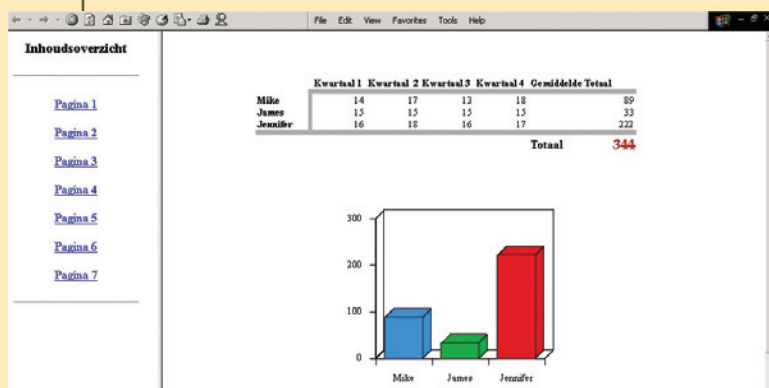 File Edit View Favorites Tools Help
Inhoudsoverzicht
Pagina 1
Pagina 2
Pagina 3
Pagina 4
Pagina 5
Pagina 6
Pagina 7
Kwartaal 1 Kwartaal 2 Kwartaal 3 Kwartaal 4 Gemiddelde Totaal
Mike 14 17 13 18 89
James 15 15 15 15 33
Jennifer 16 18 16 17 222
Totaal 344
300
200
100
0
Mike James Jennifer